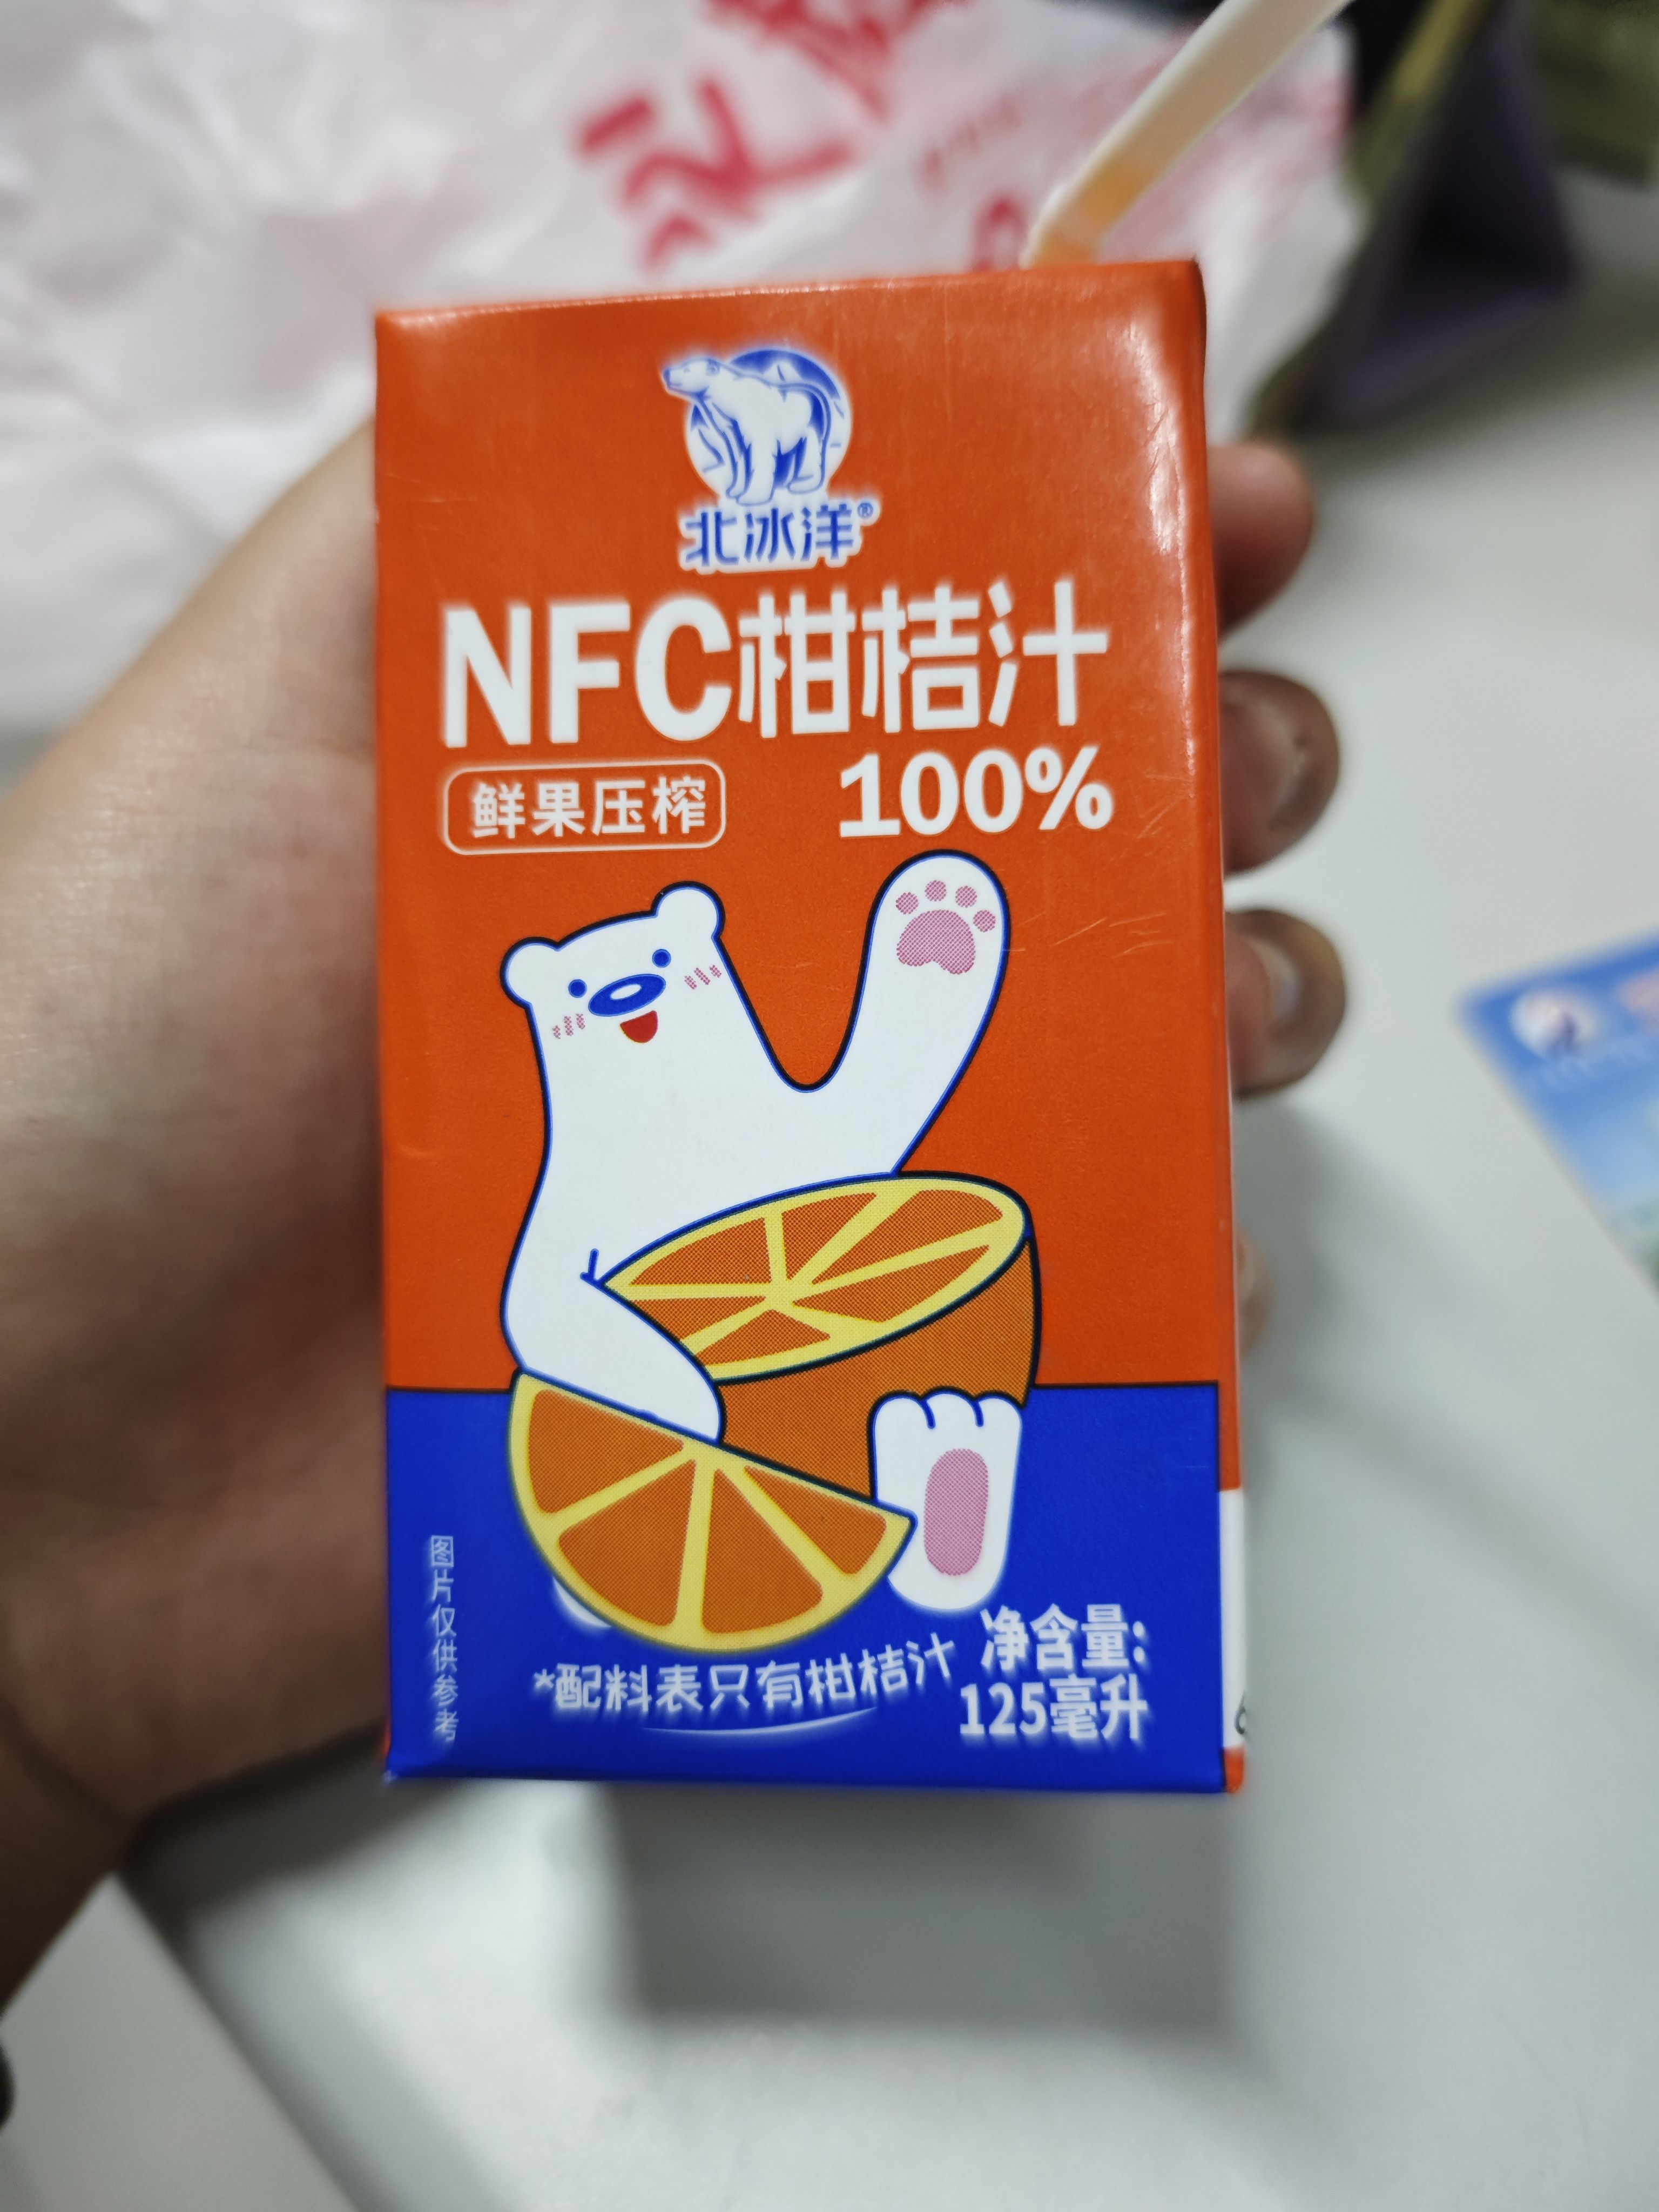 北冰洋®
NFC柑桔汁
鲜果压榨
100%
图片仅供参考
*配料表只有柑桔汁
净含量:
125毫升